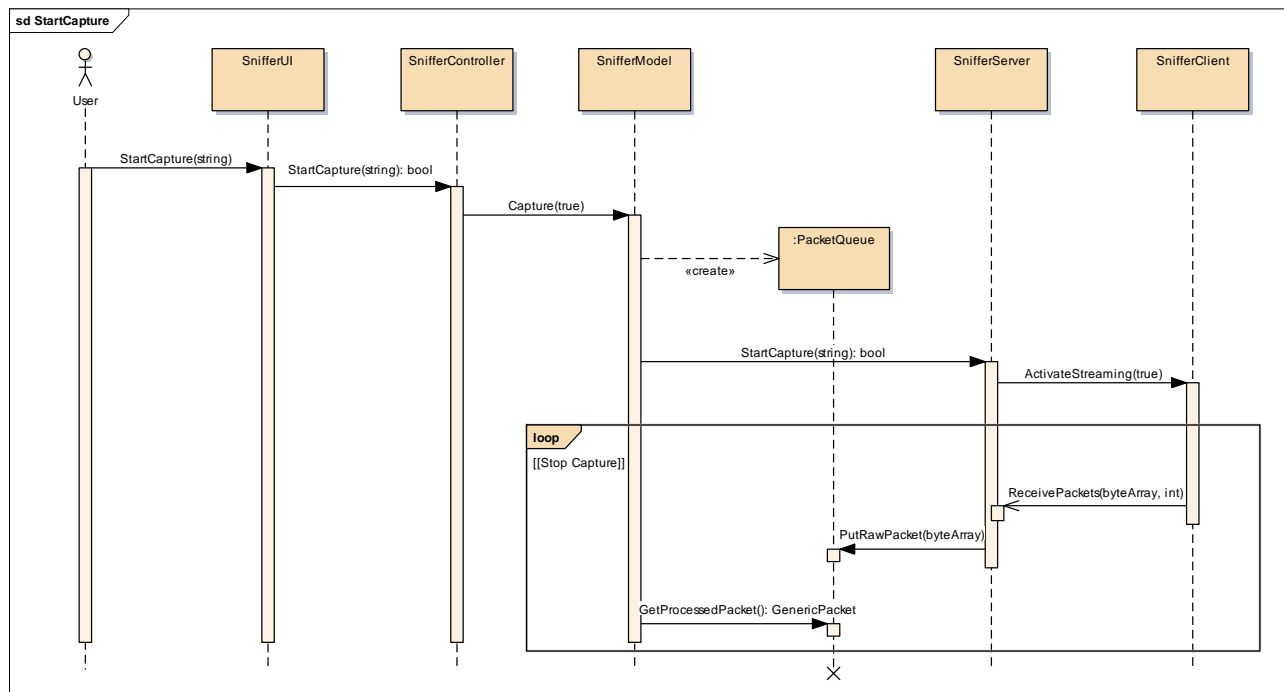 sd StartCapture
User
SnifferUI
SnifferController
SnifferModel
SnifferServer
SnifferClient
StartCapture(string)
StartCapture(string): bool
Capture(true)
:PacketQueue
«create»
StartCapture(string): bool
ActivateStreaming(true)
loop
[[Stop Capture]]
ReceivePackets(byteArray, int)
PutRawPacket(byteArray)
GetProcessedPacket(): GenericPacket